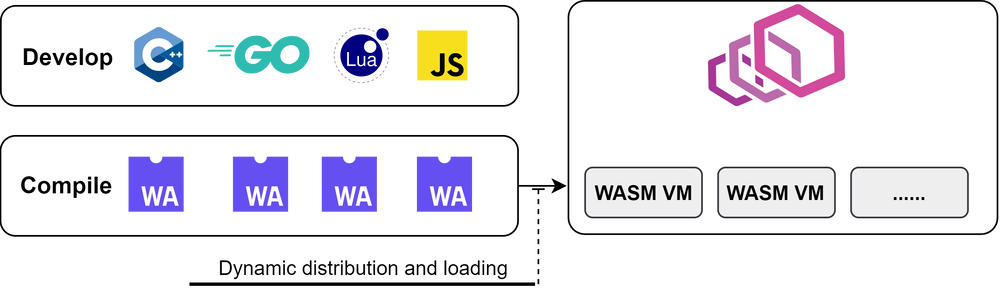 Develop
C++
GO
Lua
JS
Compile
WA
WA
WA
WA
WASM VM
WASM VM
......
Dynamic distribution and loading